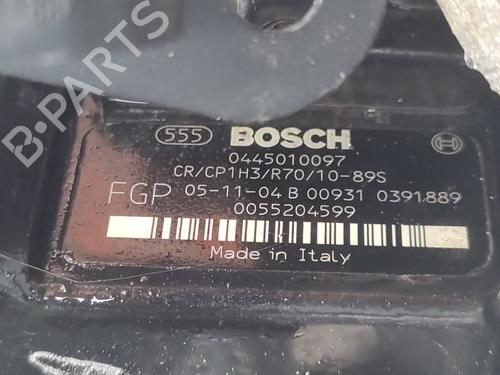 B-PARTS
555 BOSCH
0445010097
CR/CP1H3/R70/10-89S
FGP 05-11-04 B 00931 0391889
0055204599
Made in Italy